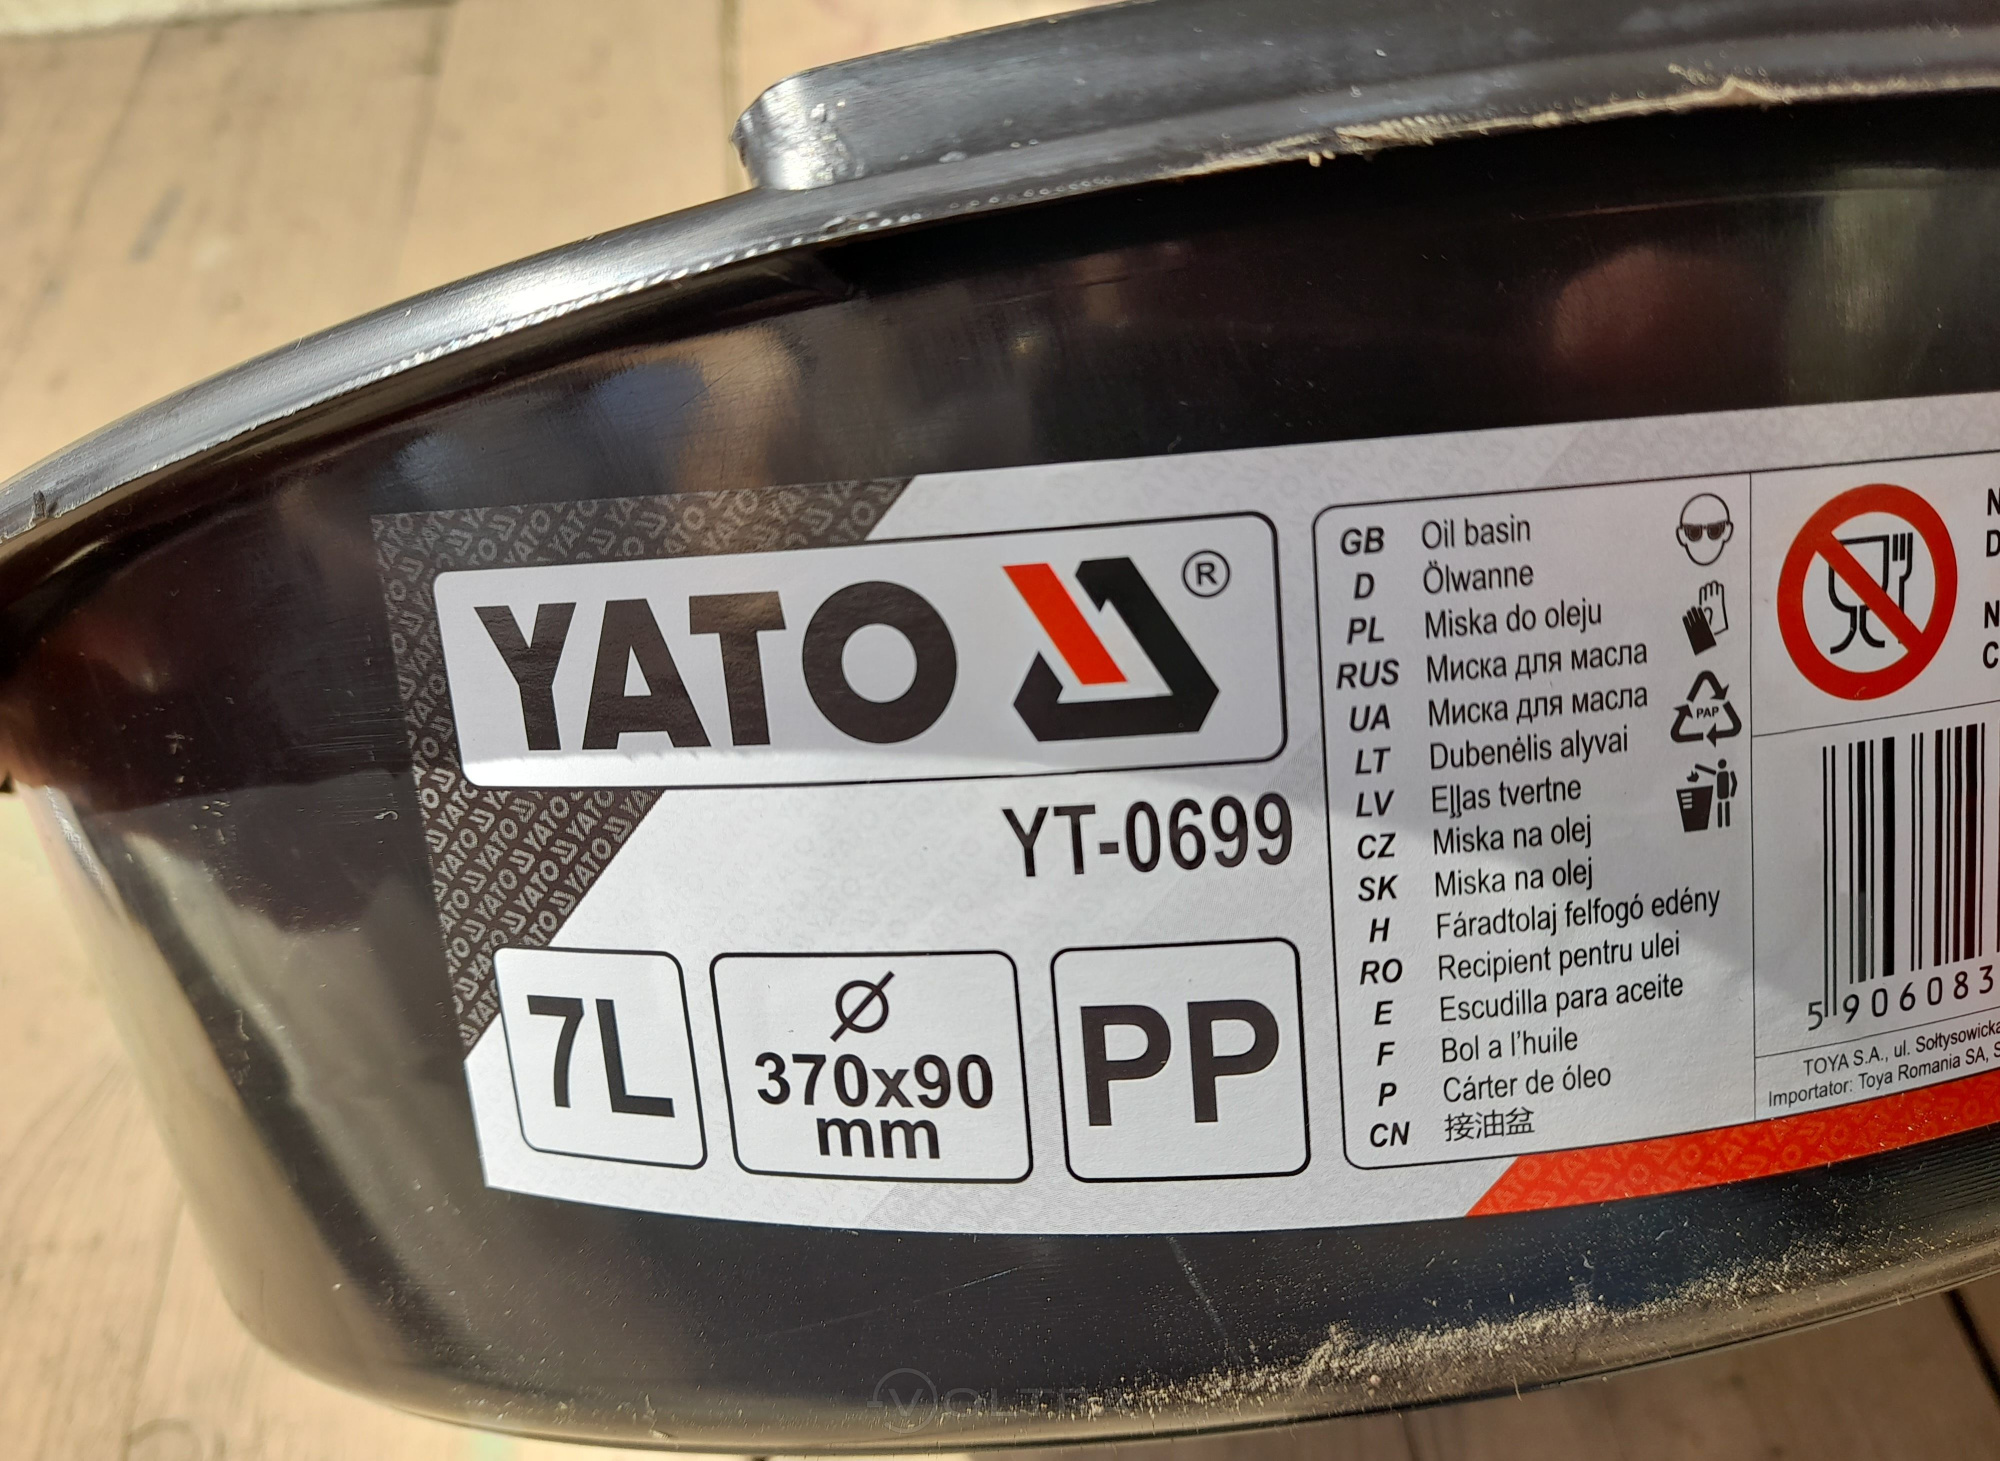 YATO ®
YT-0699
7L
Ø
370x90
mm
PP
GB Oil basin
D Ölwanne
PL Miska do oleju
RUS Миска для масла
UA Миска для масла
LT Dubenėlis alyvai
LV Eļļas tvertne
CZ Miska na olej
SK Miska na olej
H Fáradtolaj felfogó edény
RO Recipient pentru ulei
E Escudilla para aceite
F Bol a l'huile
P Cárter de óleo
CN 接油盆
PAP
5 906083
TOYA S.A., ul. Sołtysowicka
Importator: Toya Romania SA,
VOLTRA